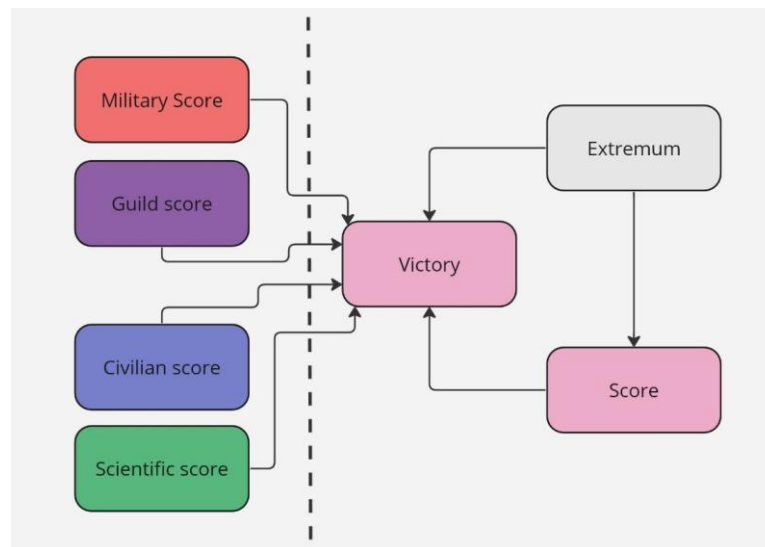 Military Score
Guild score
Civilian score
Scientific score
Victory
Extremum
Score